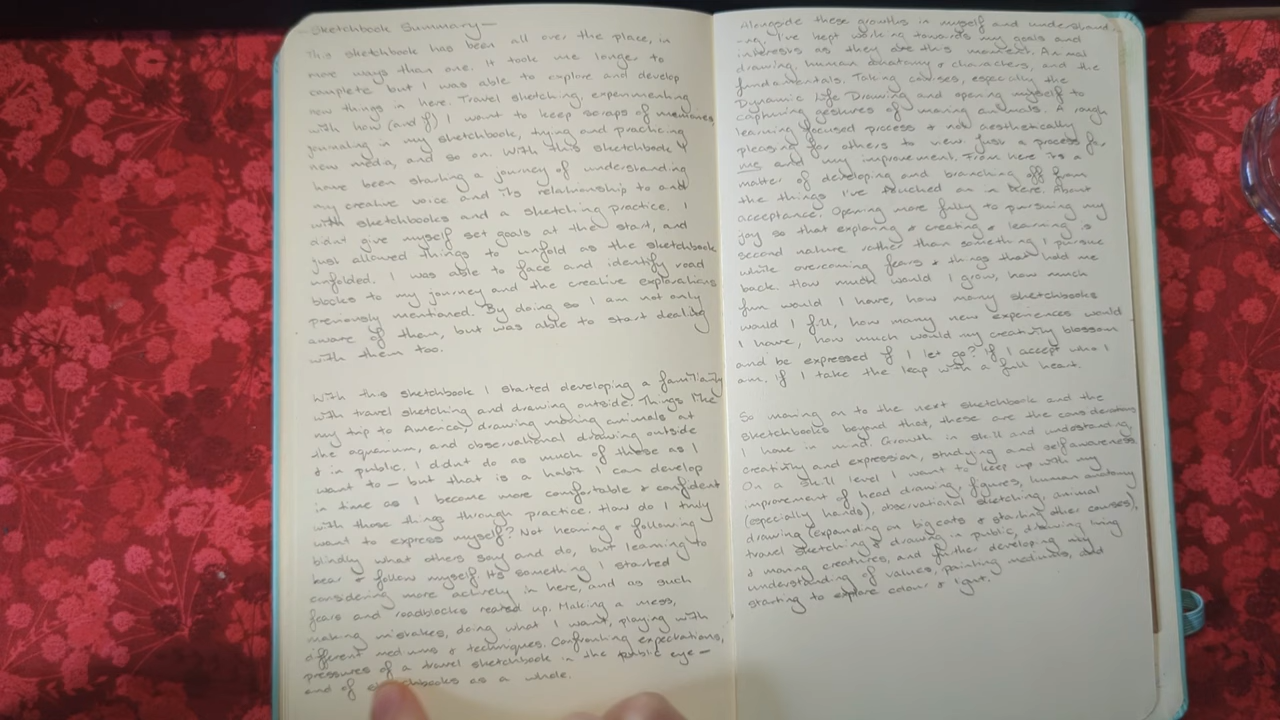 Sketchbook Summary—
This sketchbook has been all over the place, in
more ways than one. It took me longer to
complete but I was able to explore and develop
new things in here. Travel sketching, experimenting
with how (and if) I want to keep scraps of memories,
journaling in my sketchbook, trying and practicing
new media, and so on. With this sketchbook I
have been starting a journey of understanding
my creative voice and its relationship to and
with sketchbooks and a sketching practice. I
didnt give myself set goals at the start, and
just allowed things to unfold as the sketchbook
unfolded. I was able to face and identify road
blocks to my journey and the creative explorations
previously mentioned. By doing so I am not only
aware of them, but was able to start dealing
with them too.
With this sketchbook I started developing a familiarity
with travel sketching and drawing outside. Things like
my trip to America, drawing moving animals at
the aquarium, and observational drawing outside
& in public. I didnt do as much of these as I
want to — but that is a habit I can develop
in time as I become more comfortable & confident
with those things through practice. How do I truly
want to express myself? Not hearing & following
blindly what others say and do, but learning to
hear & follow myself. Its something I started
considering more actively in here, and as such
fears and roadblocks reared up. Making a mess,
making mistakes, doing what I want, playing with
different mediums & techniques. Confronting expectations,
pressures of a travel sketchbook in the public eye —
and of sketchbooks as a whole.
Alongside these growths in myself and understand
-ing, I've kept working towards my goals and
interests as they are this moment. Animal
drawing, human anatomy & characters, and the
fundamentals. Taking courses, especially the
Dynamic Life Drawing and opening myself to
capturing gestures of moving animals. A rough
learning focused process & not aesthetically
pleasing for others to view. Just a process for
me and my improvement. From here its a
matter of developing and branching off from
the things I've touched on in here. About
acceptance. Opening more fully to pursuing my
joy so that exploring & creating & learning is
second nature rather than something I pursue
while overcoming fears & things that hold me
back. How much would I grow, how much
fun would I have, how many sketchbooks
would I fill, how many new experiences would
I have, how much would my creativity blossom
and be expressed if I let go? If I accept who I
am. If I take the leap with a full heart.
So moving on to the next sketchbook and the
sketchbooks beyond that, these are the considerations
I have in mind. Growth in skill and undestanding,
creativity and expression, studying and self awareness.
On a skill level I want to keep up with my
improvement of head drawing, figures, human anatomy
(especially hands), observational sketching, animal
drawing (expanding on big cats & starting other courses),
travel sketching & drawing in public, drawing living
& moving creatures, and further developing my
understanding of values, painting mediums, and
starting to explore colour & light.